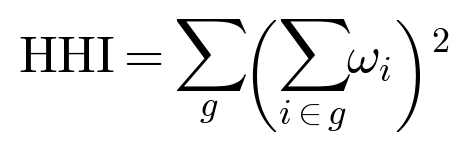 HHI = ∑_g (∑_{i ∈ g} ω_i)^2